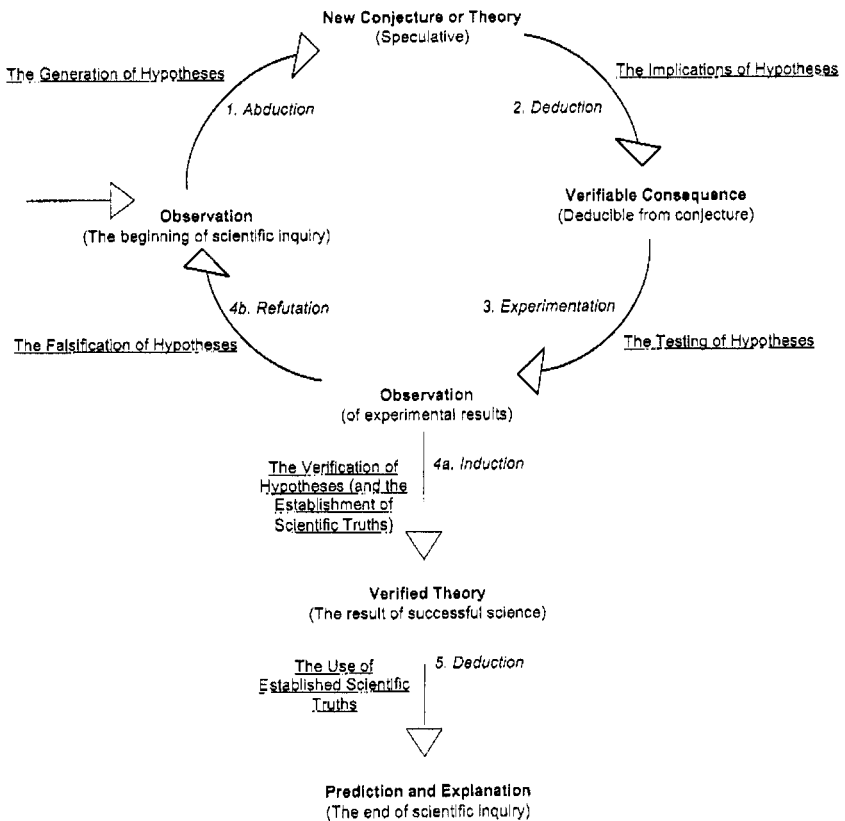 New Conjecture or Theory
(Speculative)
The Generation of Hypotheses
The Implications of Hypotheses
1. Abduction
2. Deduction
Observation
(The beginning of scientific inquiry)
Verifiable Consequence
(Deducible from conjecture)
4b. Refutation
3. Experimentation
The Falsification of Hypotheses
The Testing of Hypotheses
Observation
(of experimental results)
The Verification of
Hypotheses (and the
Establishment of
Scientific Truths)
4a. Induction
Verified Theory
(The result of successful science)
The Use of
Established Scientific
Truths
5. Deduction
Prediction and Explanation
(The end of scientific inquiry)